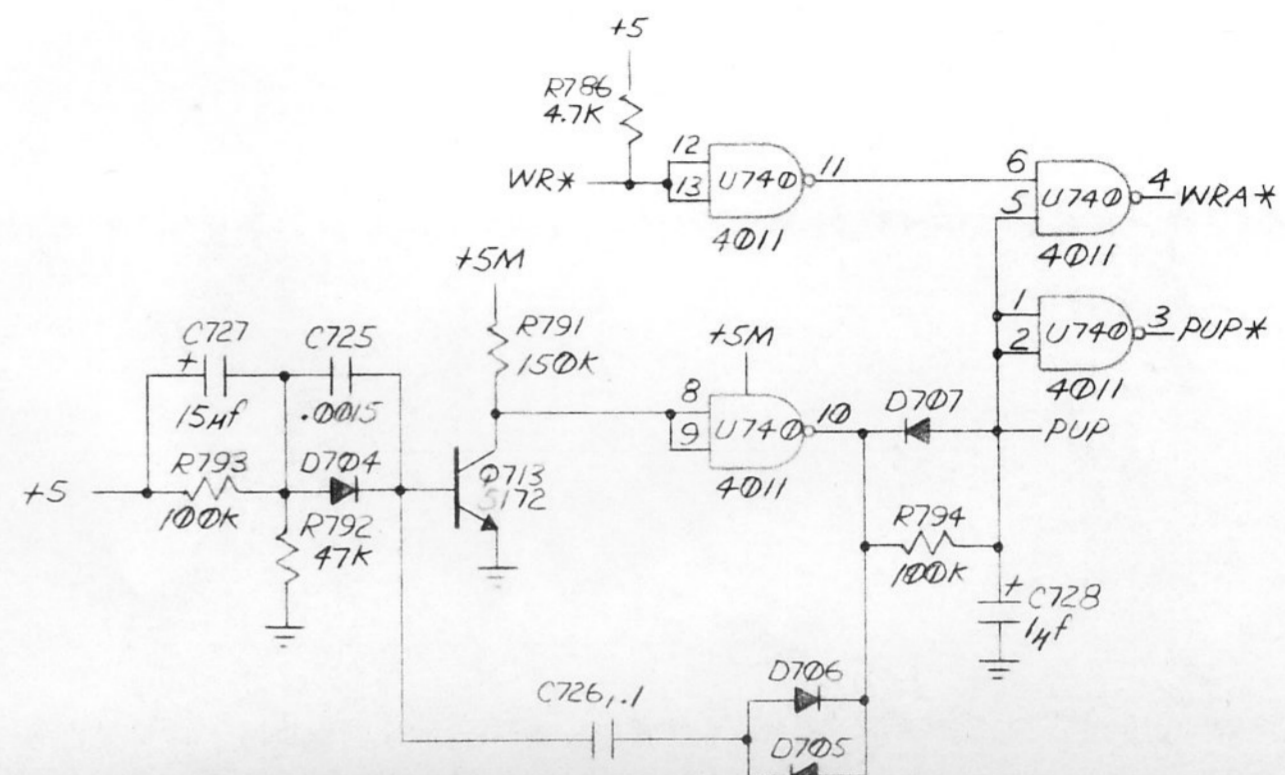 +5
R786
4.7K
WR*
12
13
U74Ø
11
4Ø11
6
5
U74Ø
4
WRA*
4Ø11
+5M
R791
15ØK
1
2
U74Ø
3
PUP*
4Ø11
C727
+
15µf
C725
.ØØ15
+5M
8
9
U74Ø
1Ø
4Ø11
D7Ø7
PUP
+5
R793
1ØØK
D7Ø4
R792
47K
Q713
5172
R794
1ØØK
+
C728
1µf
C726,.1
D7Ø6
D7Ø5